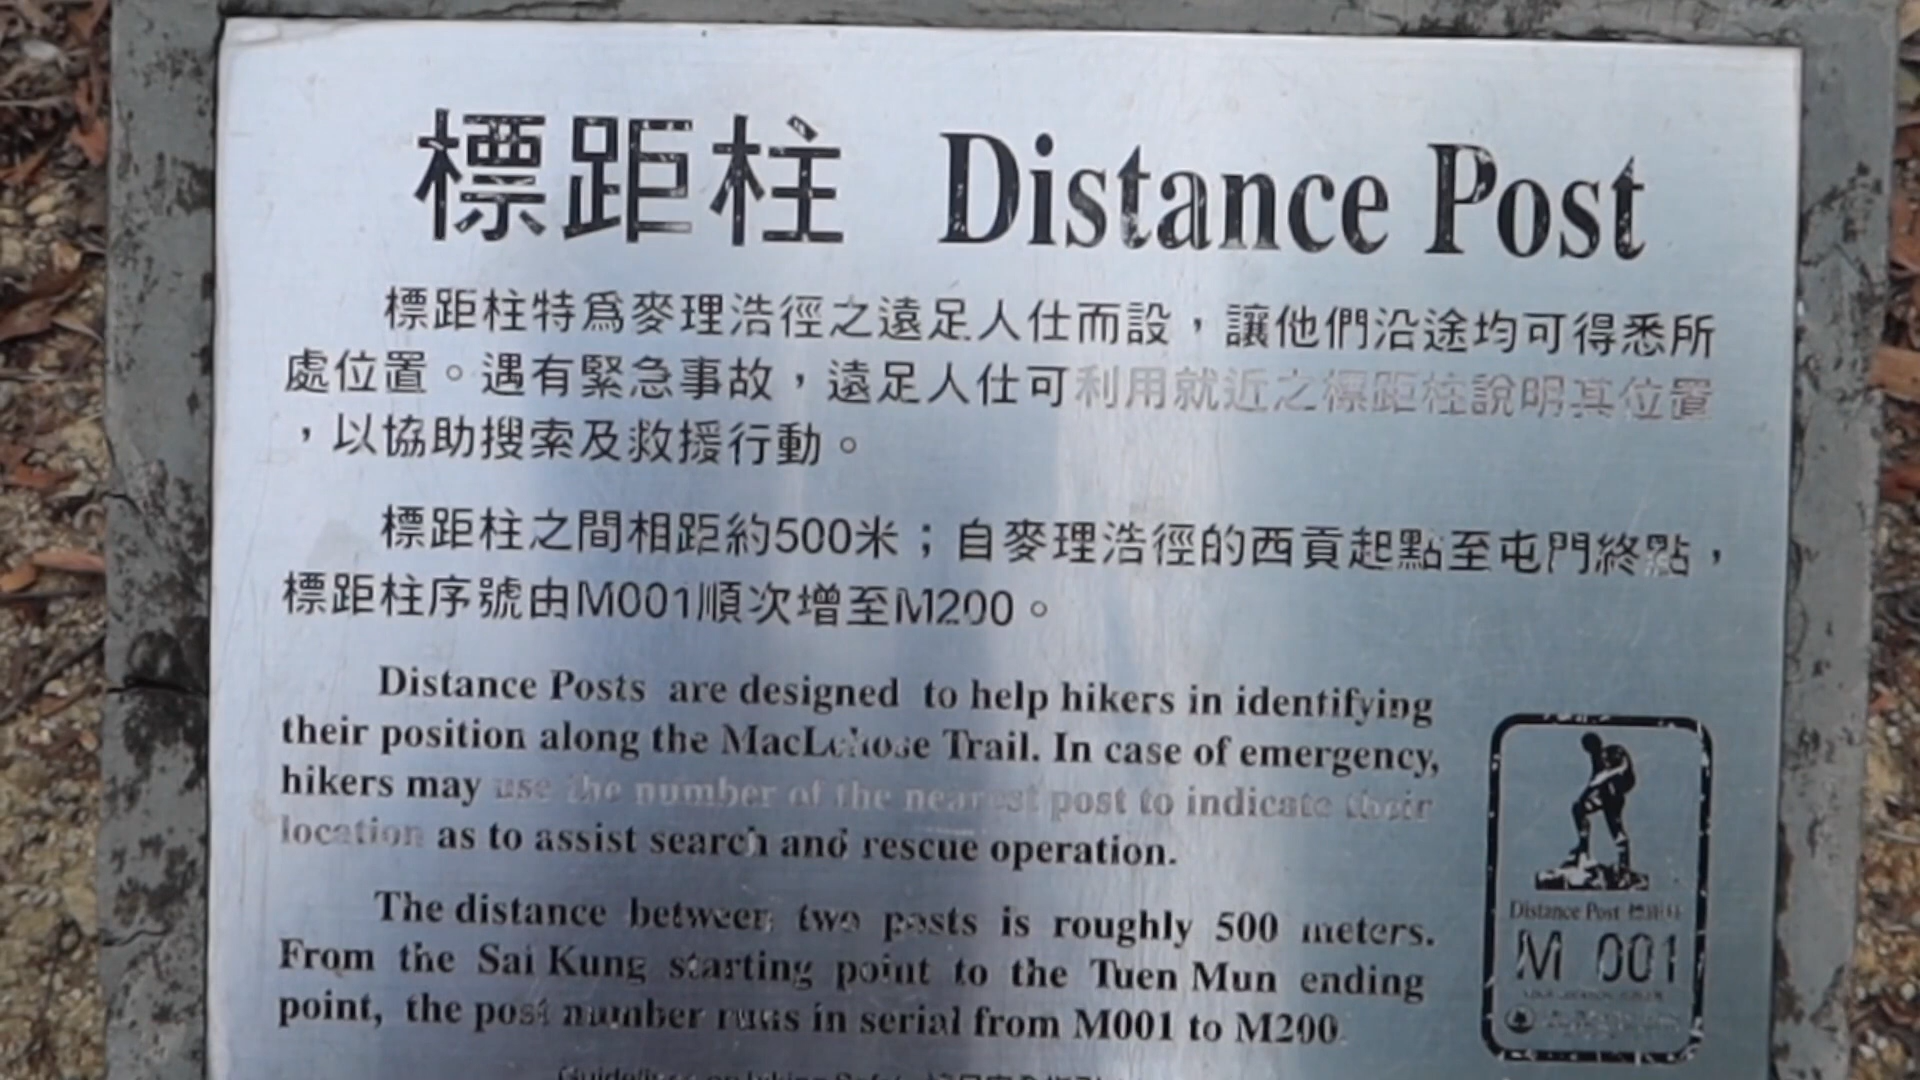 標距柱 Distance Post
標距柱特爲麥理浩徑之遠足人仕而設，讓他們沿途均可得悉所
處位置。遇有緊急事故，遠足人仕可利用就近之標距柱說明其位置
，以協助搜索及救援行動。
標距柱之間相距約500米；自麥理浩徑的西貢起點至屯門終點，
標距柱序號由M001順次增至M200。
Distance Posts are designed to help hikers in identifying
their position along the MacLehose Trail. In case of emergency,
hikers may use the number of the nearest post to indicate their
location as to assist search and rescue operation.
The distance between two posts is roughly 500 meters.
From the Sai Kung starting point to the Tuen Mun ending
point, the post number runs in serial from M001 to M200.
Distance Post 標距柱
M 001